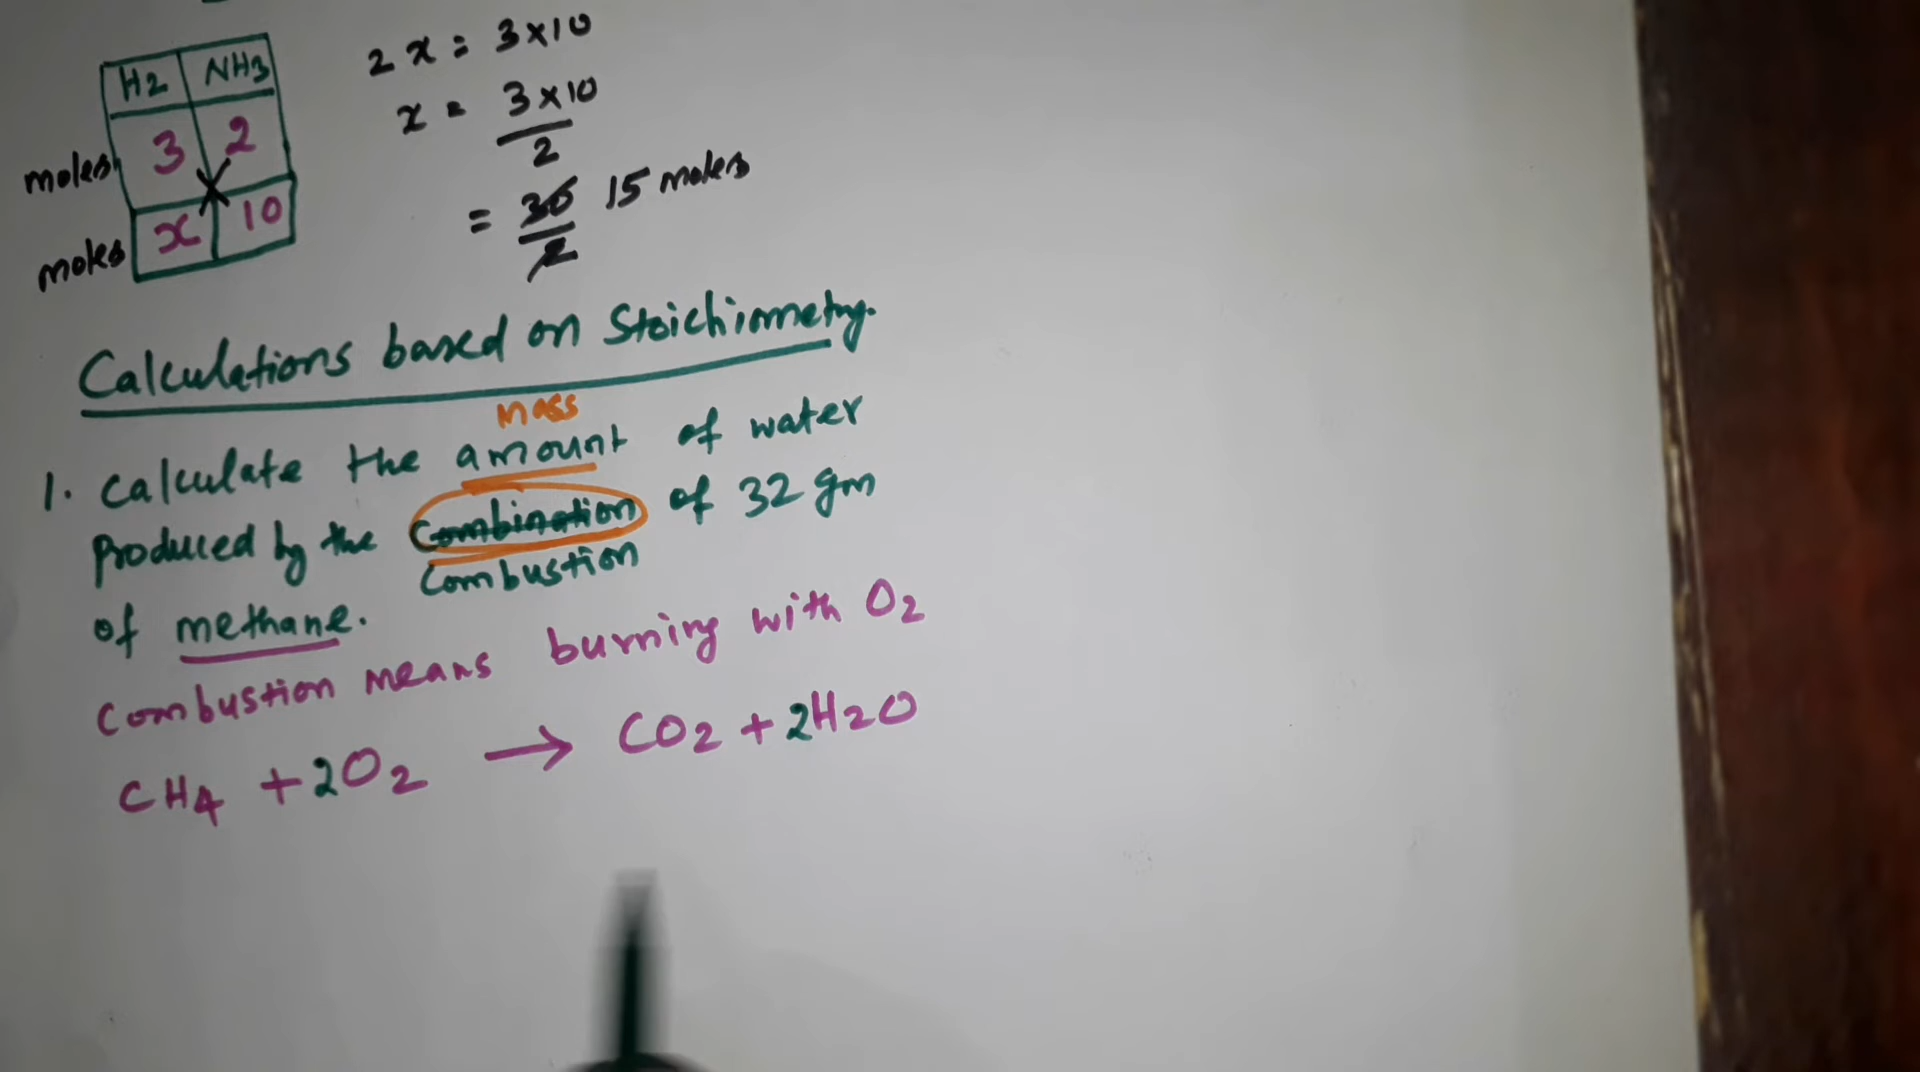 H2 NH3
moles 3 2
moles x 10
2x = 3×10
x = 3×10
2
= 30 15 moles
2
Calculations based on Stoichiometry.
mass
1. Calculate the amount of water
produced by the combination of 32 gm
combustion
of methane.
Combustion means burning with O2
CH4 + 2O2 → CO2 + 2H2O